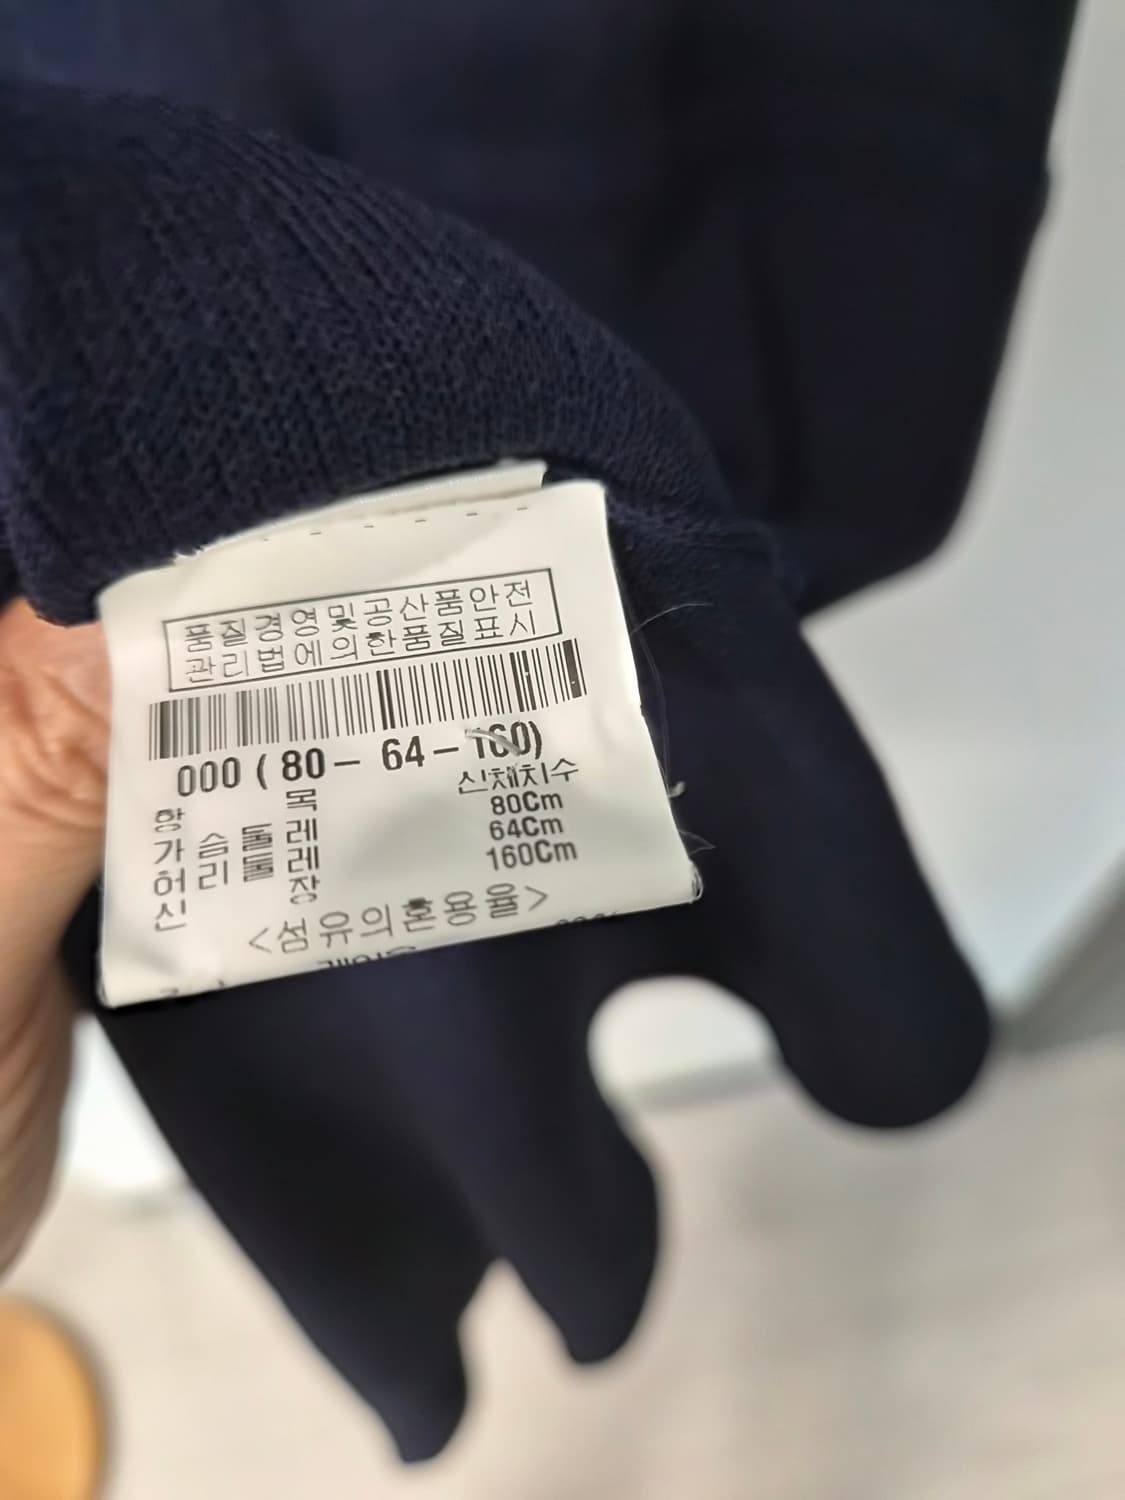 품질경영및공산품안전
관리법에의한품질표시
000 ( 80 - 64 - 160)
항 목 신체치수
가슴둘레 80Cm
허리둘레 64Cm
신 장 160Cm
<섬유의혼용율>